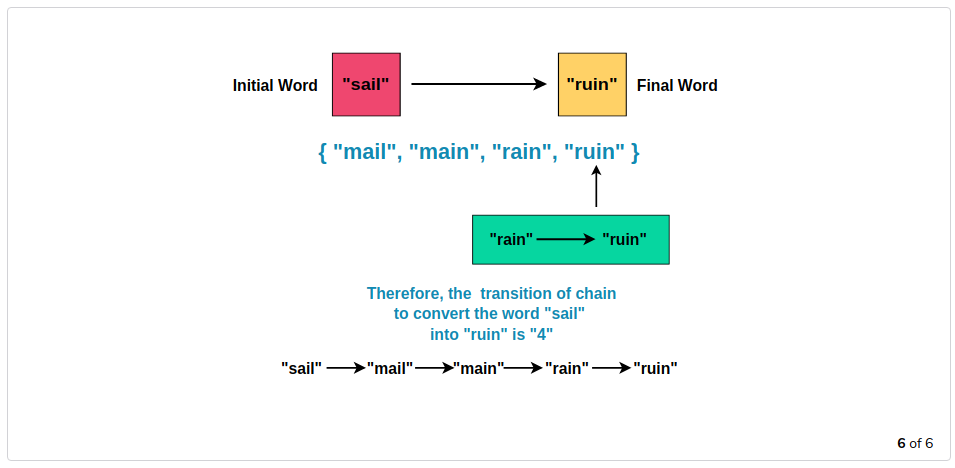 Initial Word "sail" "ruin" Final Word
{ "mail", "main", "rain", "ruin" }
"rain" "ruin"
Therefore, the transition of chain
to convert the word "sail"
into "ruin" is "4"
"sail" "mail" "main" "rain" "ruin"
6 of 6